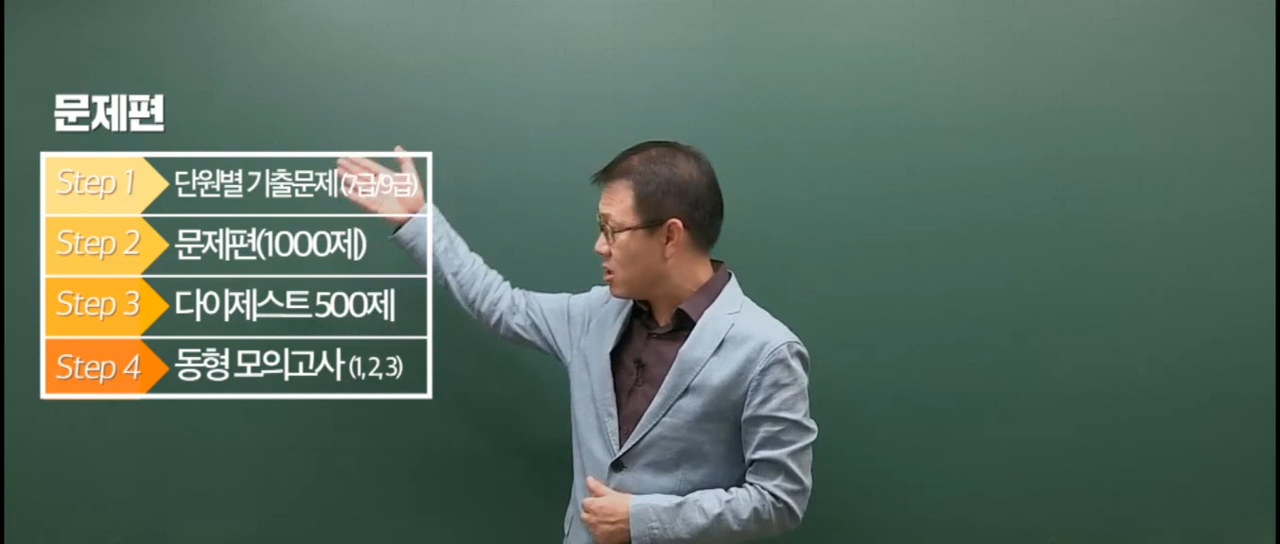 문제편
Step 1 단원별 기출문제 (7급/9급)
Step 2 문제편(1000제)
Step 3 다이제스트 500제
Step 4 동형 모의고사 (1, 2, 3)